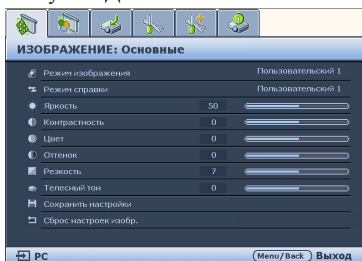 ИЗОБРАЖЕНИЕ: Основные
Режим изображения Пользовательский 1
Режим справки Пользовательский 1
Яркость 50
Контрастность 0
Цвет 0
Оттенок 0
Резкость 7
Телесный тон 0
Сохранить настройки
Сброс настроек изобр.
PC Menu/Back Выход